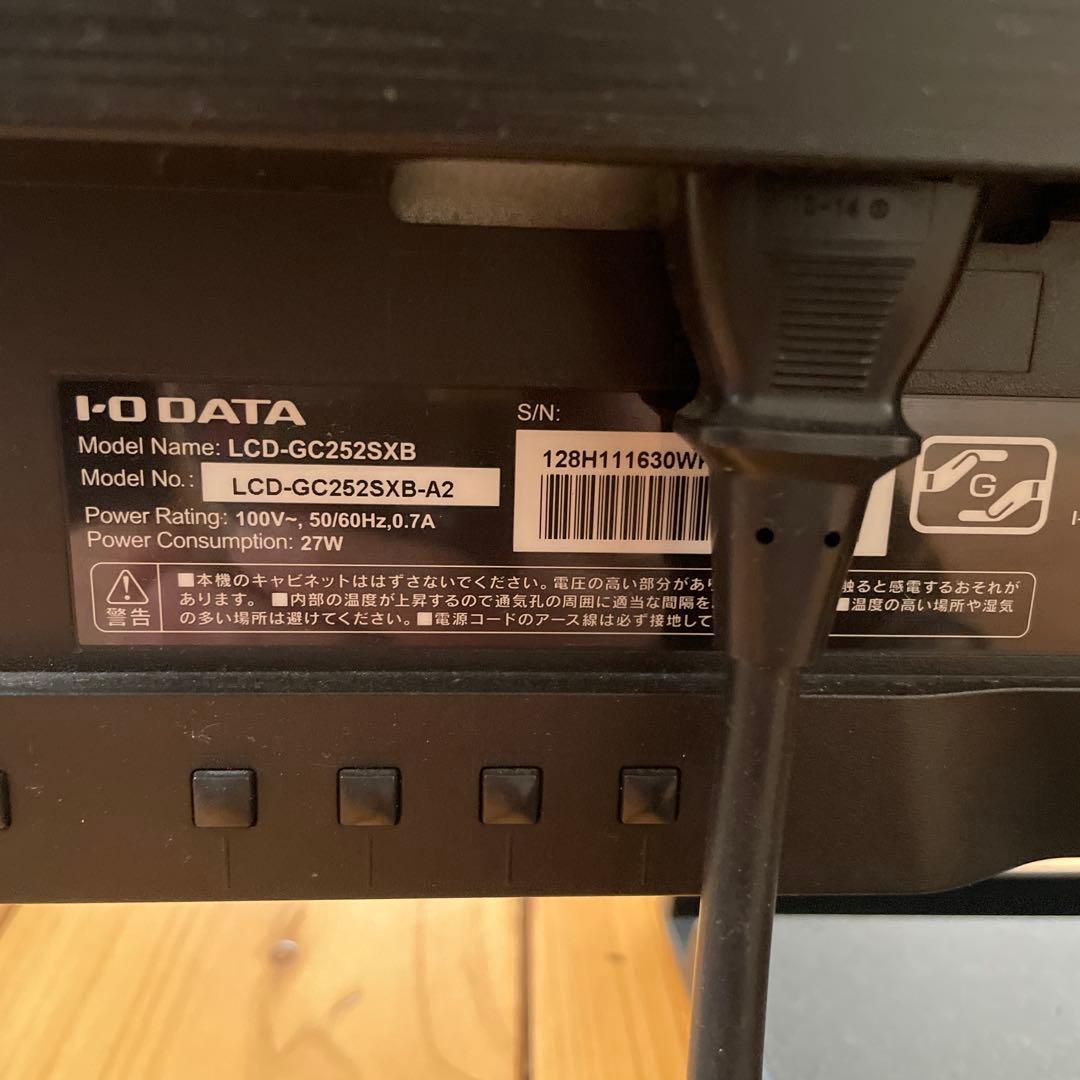 I-O DATA
Model Name: LCD-GC252SXB
Model No.: LCD-GC252SXB-A2
Power Rating: 100V~, 50/60Hz,0.7A
Power Consumption: 27W
S/N:
128H111630W
G
警告
■本機のキャビネットははずさないでください。電圧の高い部分があ 触ると感電するおそれが
あります。 ■内部の温度が上昇するので通気孔の周囲に適当な間隔を ■温度の高い場所や湿気
の多い場所は避けてください。■電源コードのアース線は必ず接地して